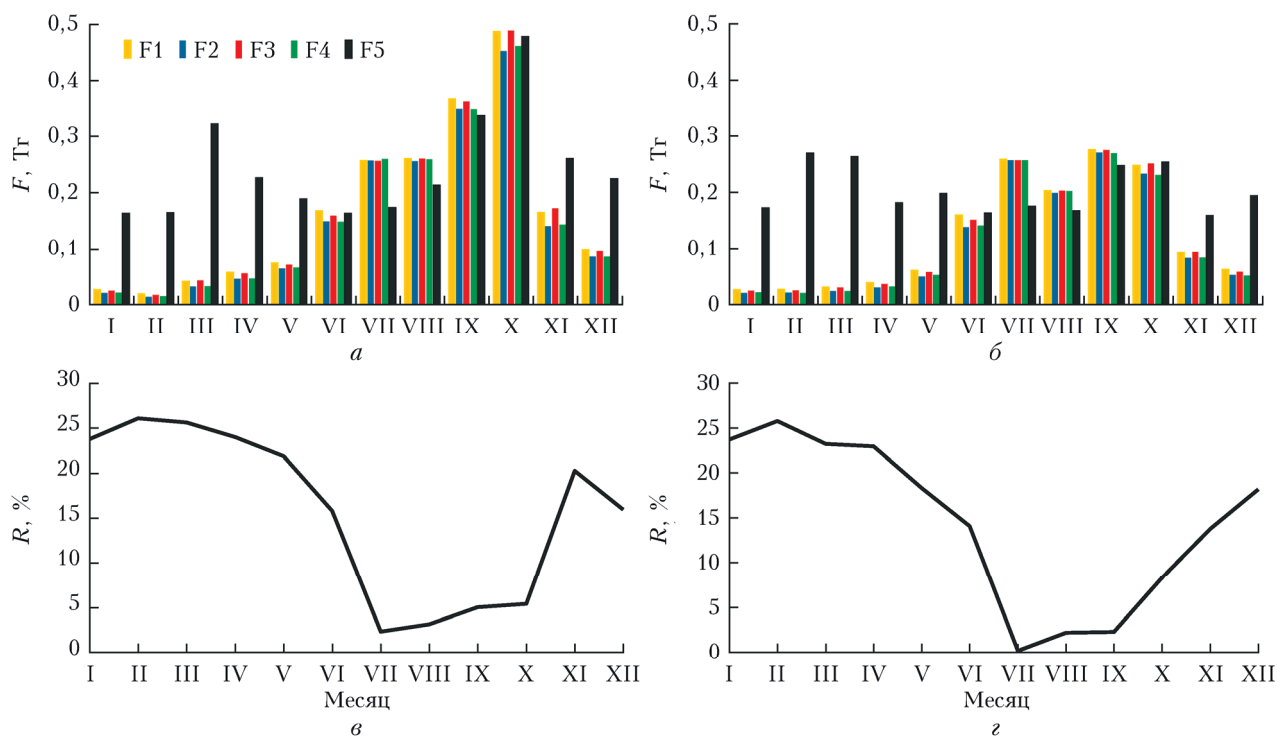 0,5
0,4
0,3
0,2
0,1
0
F, Тг
F1 F2 F3 F4 F5
I II III IV V VI VII VIII IX X XI XII
а
0,5
0,4
0,3
0,2
0,1
0
F, Тг
I II III IV V VI VII VIII IX X XI XII
б
30
25
20
15
10
5
0
R, %
I II III IV V VI VII VIII IX X XI XII
Месяц
в
30
25
20
15
10
5
0
R, %
I II III IV V VI VII VIII IX X XI XII
Месяц
г